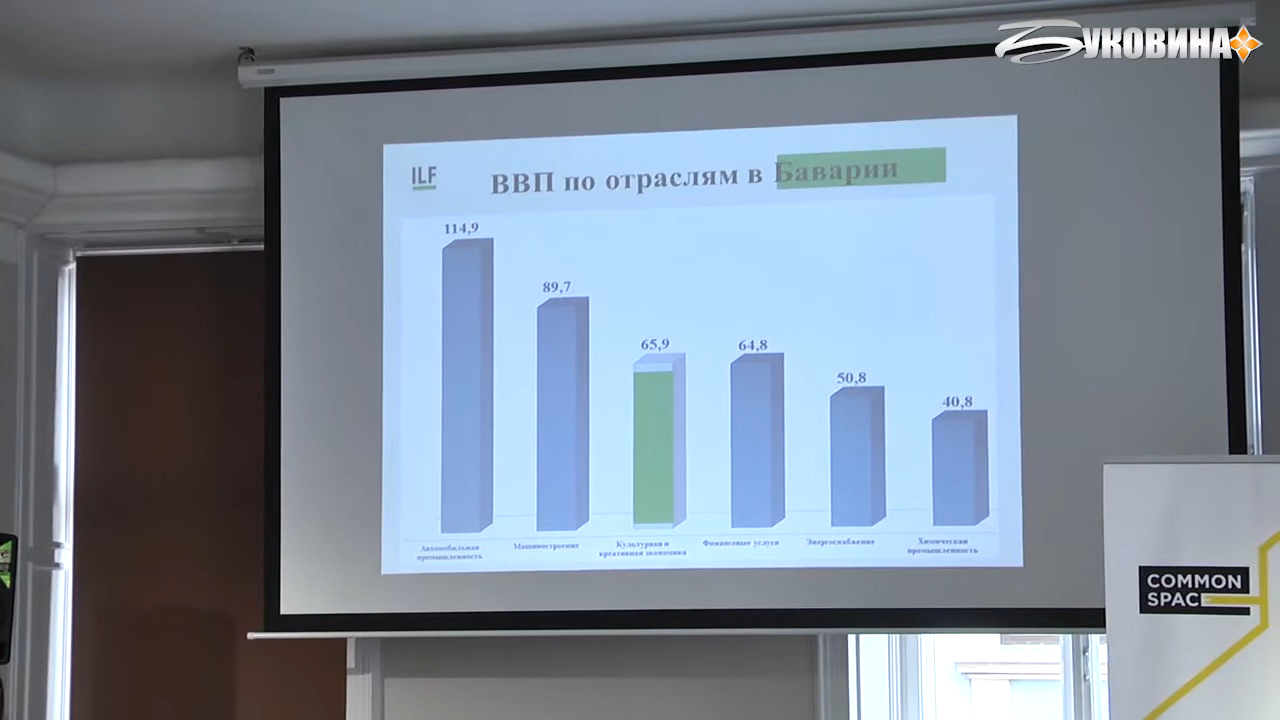 БУКОВИНА
ILF
ВВП по отраслям в Баварии
114,9
89,7
65,9
64,8
50,8
40,8
Автомобильная
промышленность
Машиностроение
Культурная и
креативная экономика
Финансовые услуги
Энергоснабжение
Химическая
промышленность
COMMON
SPACE